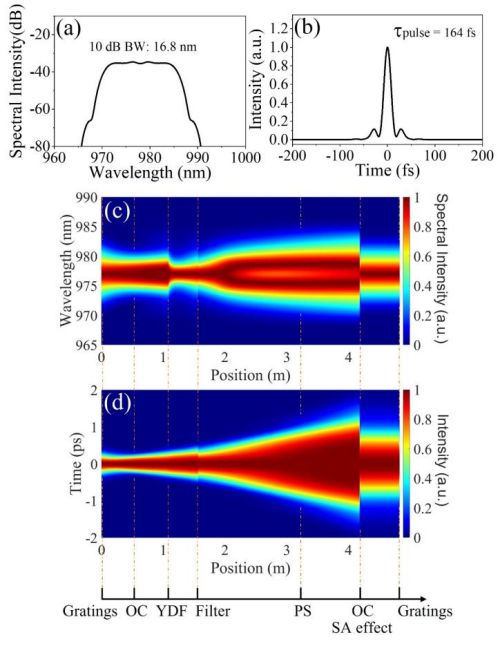 (a)
10 dB BW: 16.8 nm
Spectral Intensity(dB)
0
-20
-40
-60
-80
960 970 980 990 1000
Wavelength (nm)
(b)
τpulse = 164 fs
Intensity (a.u.)
1.2
1.0
0.8
0.6
0.4
0.2
0.0
-200 -100 0 100 200
Time (fs)
(c)
Wavelength (nm)
990
985
980
975
970
965
0 1 2 3 4
Position (m)
1
0.8
0.6
0.4
0.2
0
Spectral Intensity (a.u.)
(d)
Time (ps)
2
1
0
-1
-2
0 1 2 3 4
Position (m)
1
0.8
0.6
0.4
0.2
0
Intensity (a.u.)
Gratings OC YDF Filter PS OC Gratings
SA effect